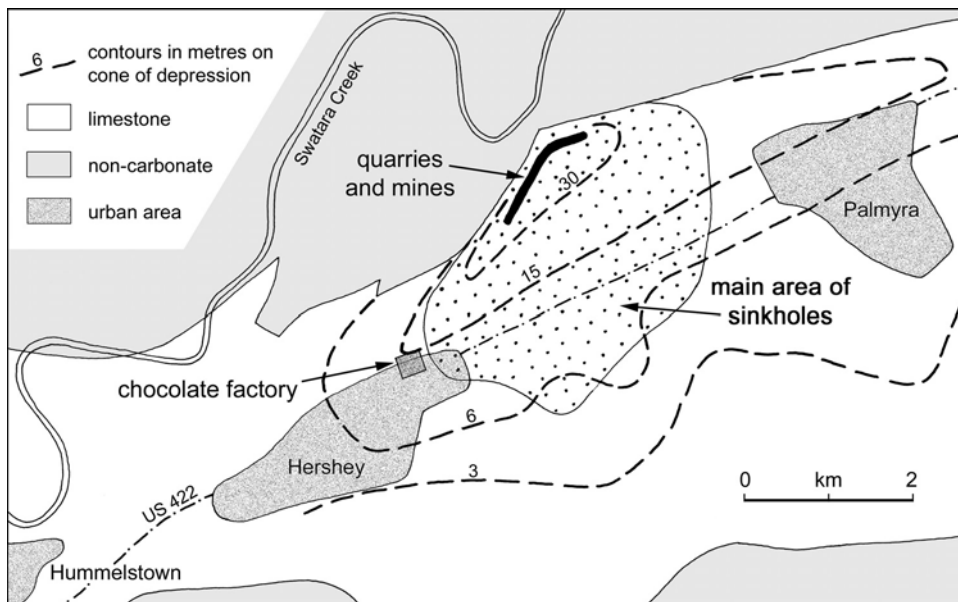 6
contours in metres on
cone of depression
limestone
non-carbonate
urban area
Swatara Creek
quarries
and mines
30
Palmyra
15
main area of
sinkholes
chocolate factory
6
Hershey
3
0 km 2
US 422
Hummelstown